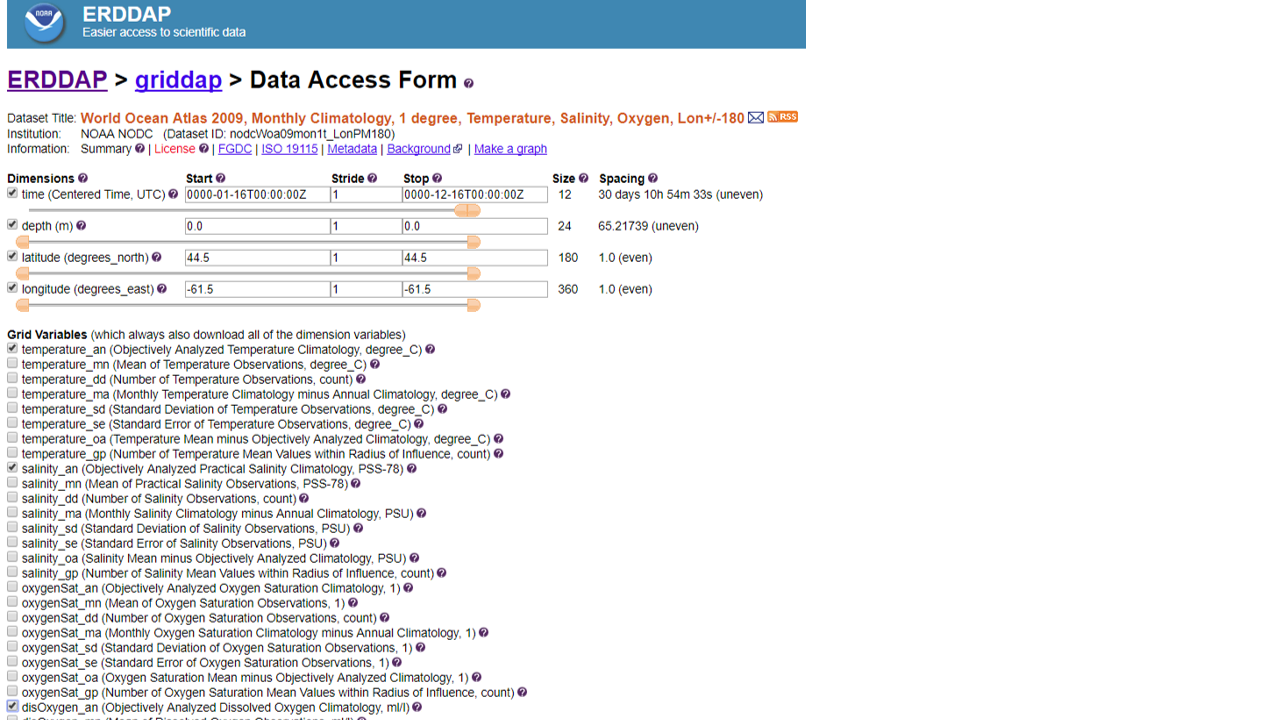 NOAA
ERDDAP
Easier access to scientific data
ERDDAP > griddap > Data Access Form ?
Dataset Title: World Ocean Atlas 2009, Monthly Climatology, 1 degree, Temperature, Salinity, Oxygen, Lon+/-180 RSS
Institution: NOAA NODC (Dataset ID: nodcWoa09mon1t_LonPM180)
Information: Summary ? | License ? | FGDC | ISO 19115 | Metadata | Background | Make a graph
Dimensions ? Start ? Stride ? Stop ? Size ? Spacing ?
time (Centered Time, UTC) ? 0000-01-16T00:00:00Z 1 0000-12-16T00:00:00Z 12 30 days 10h 54m 33s (uneven)
depth (m) ? 0.0 1 0.0 24 65.21739 (uneven)
latitude (degrees_north) ? 44.5 1 44.5 180 1.0 (even)
longitude (degrees_east) ? -61.5 1 -61.5 360 1.0 (even)
Grid Variables (which always also download all of the dimension variables)
temperature_an (Objectively Analyzed Temperature Climatology, degree_C) ?
temperature_mn (Mean of Temperature Observations, degree_C) ?
temperature_dd (Number of Temperature Observations, count) ?
temperature_ma (Monthly Temperature Climatology minus Annual Climatology, degree_C) ?
temperature_sd (Standard Deviation of Temperature Observations, degree_C) ?
temperature_se (Standard Error of Temperature Observations, degree_C) ?
temperature_oa (Temperature Mean minus Objectively Analyzed Climatology, degree_C) ?
temperature_gp (Number of Temperature Mean Values within Radius of Influence, count) ?
salinity_an (Objectively Analyzed Practical Salinity Climatology, PSS-78) ?
salinity_mn (Mean of Practical Salinity Observations, PSS-78) ?
salinity_dd (Number of Salinity Observations, count) ?
salinity_ma (Monthly Salinity Climatology minus Annual Climatology, PSU) ?
salinity_sd (Standard Deviation of Salinity Observations, PSU) ?
salinity_se (Standard Error of Salinity Observations, PSU) ?
salinity_oa (Salinity Mean minus Objectively Analyzed Climatology, PSU) ?
salinity_gp (Number of Salinity Mean Values within Radius of Influence, count) ?
oxygenSat_an (Objectively Analyzed Oxygen Saturation Climatology, 1) ?
oxygenSat_mn (Mean of Oxygen Saturation Observations, 1) ?
oxygenSat_dd (Number of Oxygen Saturation Observations, count) ?
oxygenSat_ma (Monthly Oxygen Saturation Climatology minus Annual Climatology, 1) ?
oxygenSat_sd (Standard Deviation of Oxygen Saturation Observations, 1) ?
oxygenSat_se (Standard Error of Oxygen Saturation Observations, 1) ?
oxygenSat_oa (Oxygen Saturation Mean minus Objectively Analyzed Climatology, 1) ?
oxygenSat_gp (Number of Oxygen Saturation Mean Values within Radius of Influence, count) ?
disOxygen_an (Objectively Analyzed Dissolved Oxygen Climatology, ml/l) ?